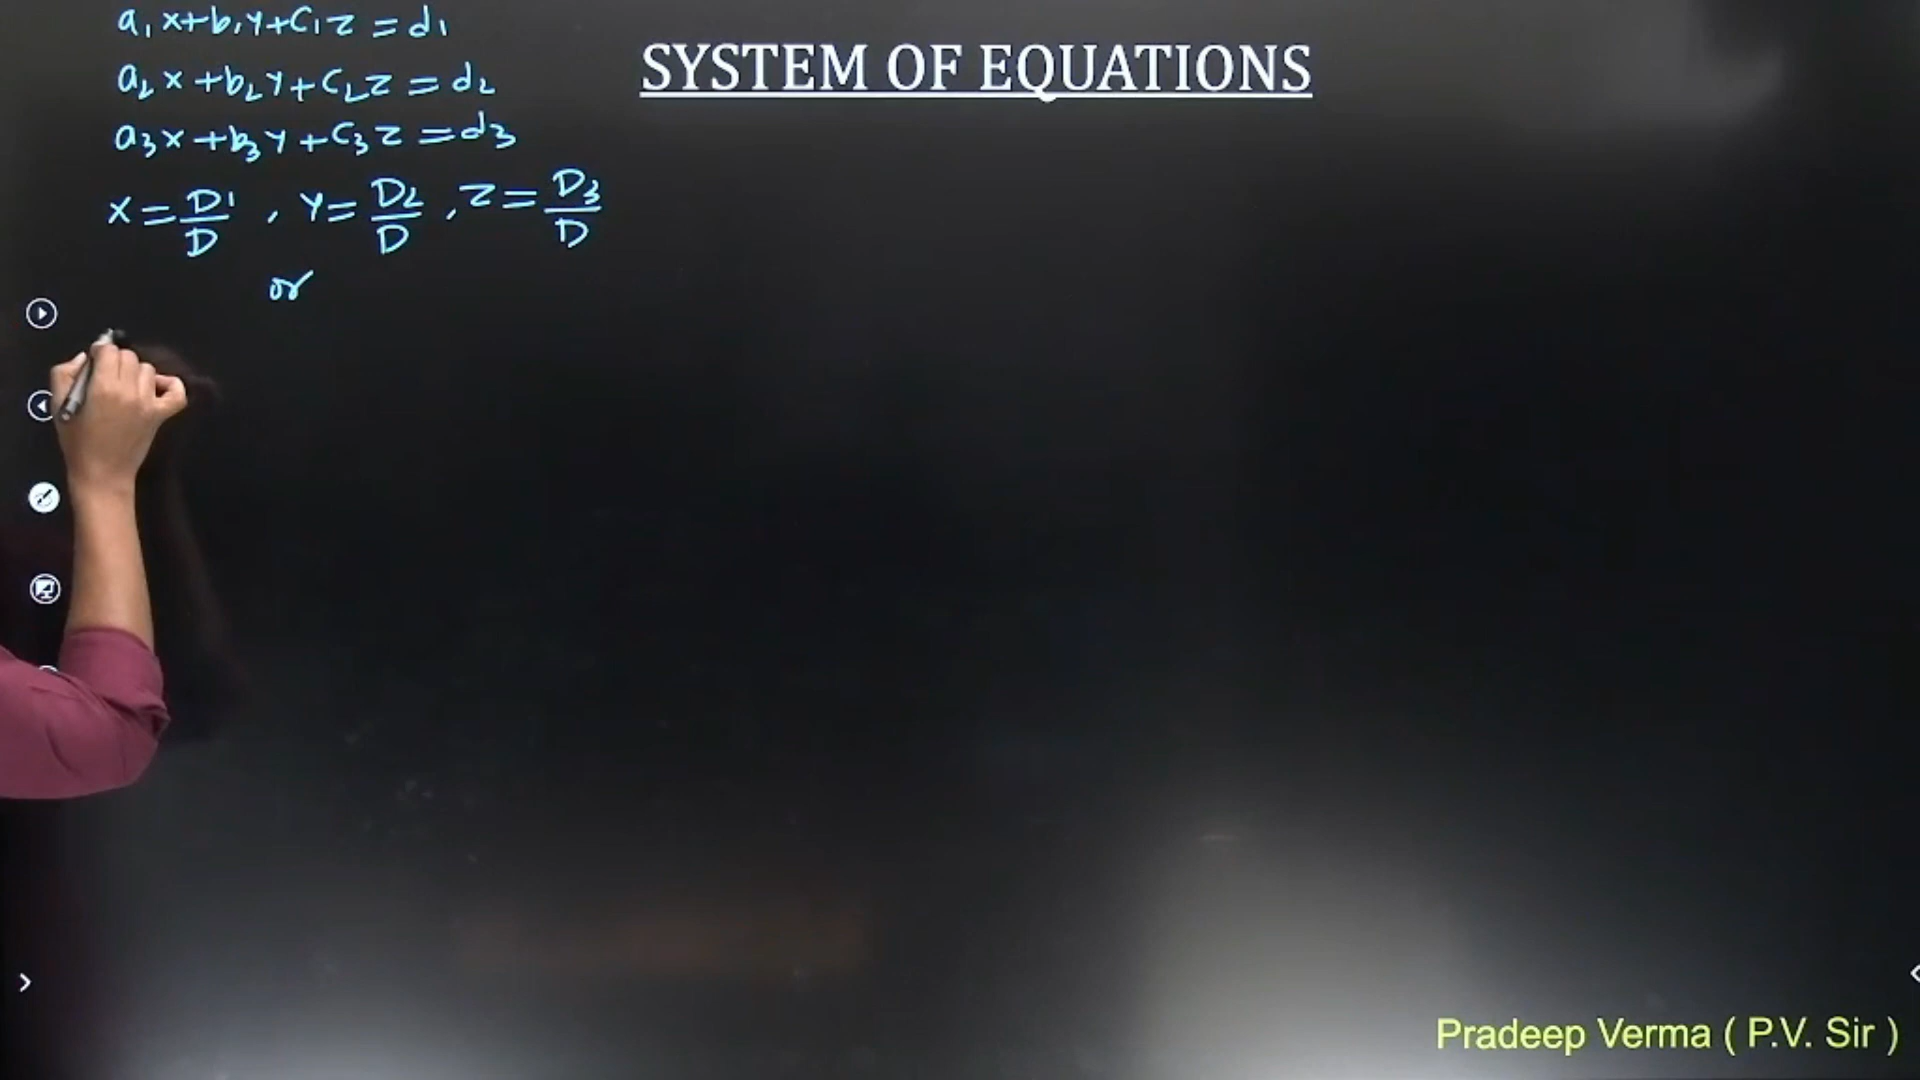 a₁x+b₁y+c₁z=d₁
SYSTEM OF EQUATIONS
a₂x+b₂y+c₂z=d₂
a₃x+b₃y+c₃z=d₃
x=D₁/D, y=D₂/D, z=D₃/D
or
Pradeep Verma ( P.V. Sir )